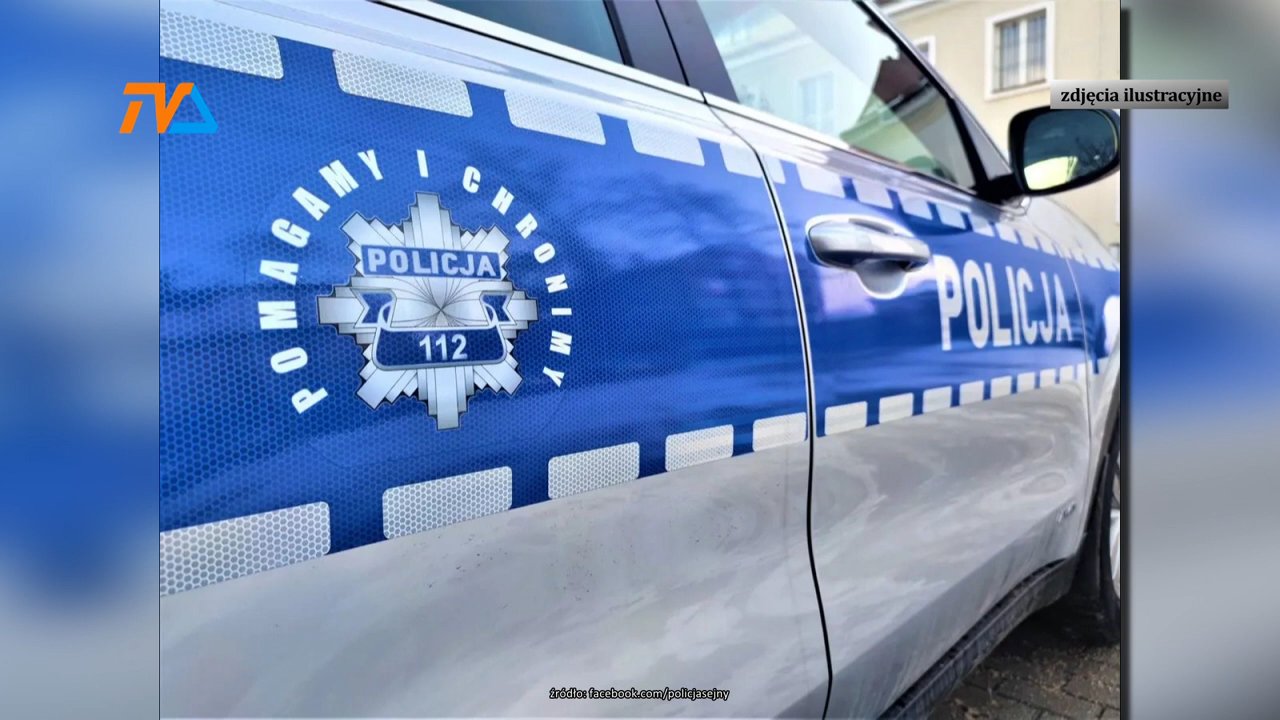 TVA
zdjęcia ilustracyjne
POMAGAMY I CHRONIMY
POLICJA
112
POLICJA
źródło: facebook.com/policjasejny